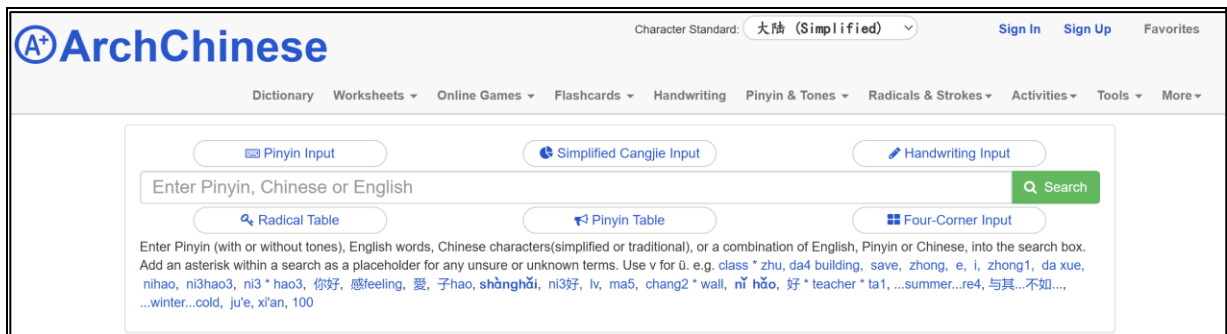 Character Standard: 大陆 (Simplified) Sign In Sign Up Favorites
A+ ArchChinese
Dictionary Worksheets Online Games Flashcards Handwriting Pinyin & Tones Radicals & Strokes Activities Tools More
Pinyin Input Simplified Cangjie Input Handwriting Input
Enter Pinyin, Chinese or English Search
Radical Table Pinyin Table Four-Corner Input
Enter Pinyin (with or without tones), English words, Chinese characters(simplified or traditional), or a combination of English, Pinyin or Chinese, into the search box.
Add an asterisk within a search as a placeholder for any unsure or unknown terms. Use v for ü. e.g. class * zhu, da4 building, save, zhong, e, i, zhong1, da xue,
nihao, ni3hao3, ni3 * hao3, 你好, 感feeling, 愛, 子hao, shànghǎi, ni3好, lv, ma5, chang2 * wall, nǐ hǎo, 好 * teacher * ta1, ...summer...re4, 与其...不如...,
...winter...cold, ju'e, xi'an, 100